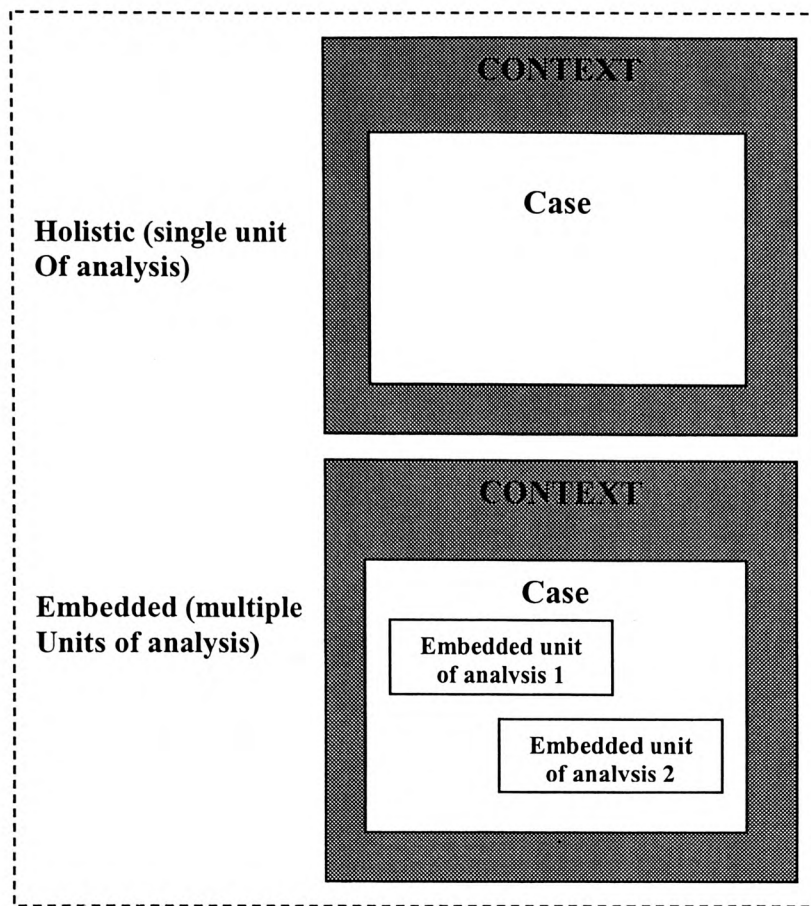 CONTEXT
Case
Holistic (single unit
Of analysis)
CONTEXT
Case
Embedded (multiple
Units of analysis)
Embedded unit
of analysis 1
Embedded unit
of analysis 2